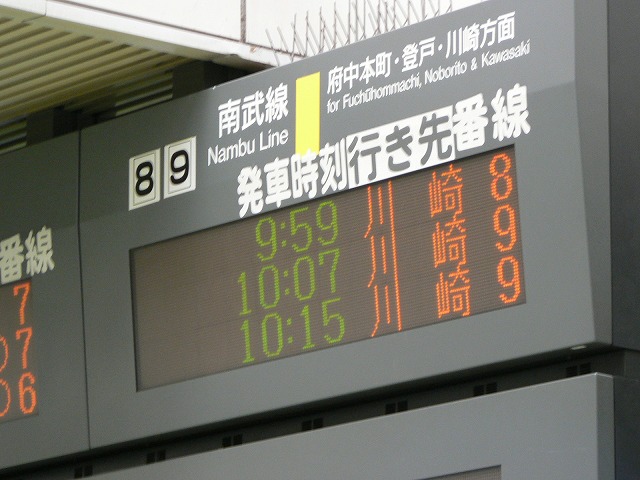 8 9
南武線
Nambu Line
府中本町・登戸・川崎方面
for Fuchūhommachi, Noborito & Kawasaki
発車時刻 行き先 番線
9:59 川崎 8
10:07 川崎 9
10:15 川崎 9
番線
7
7
6